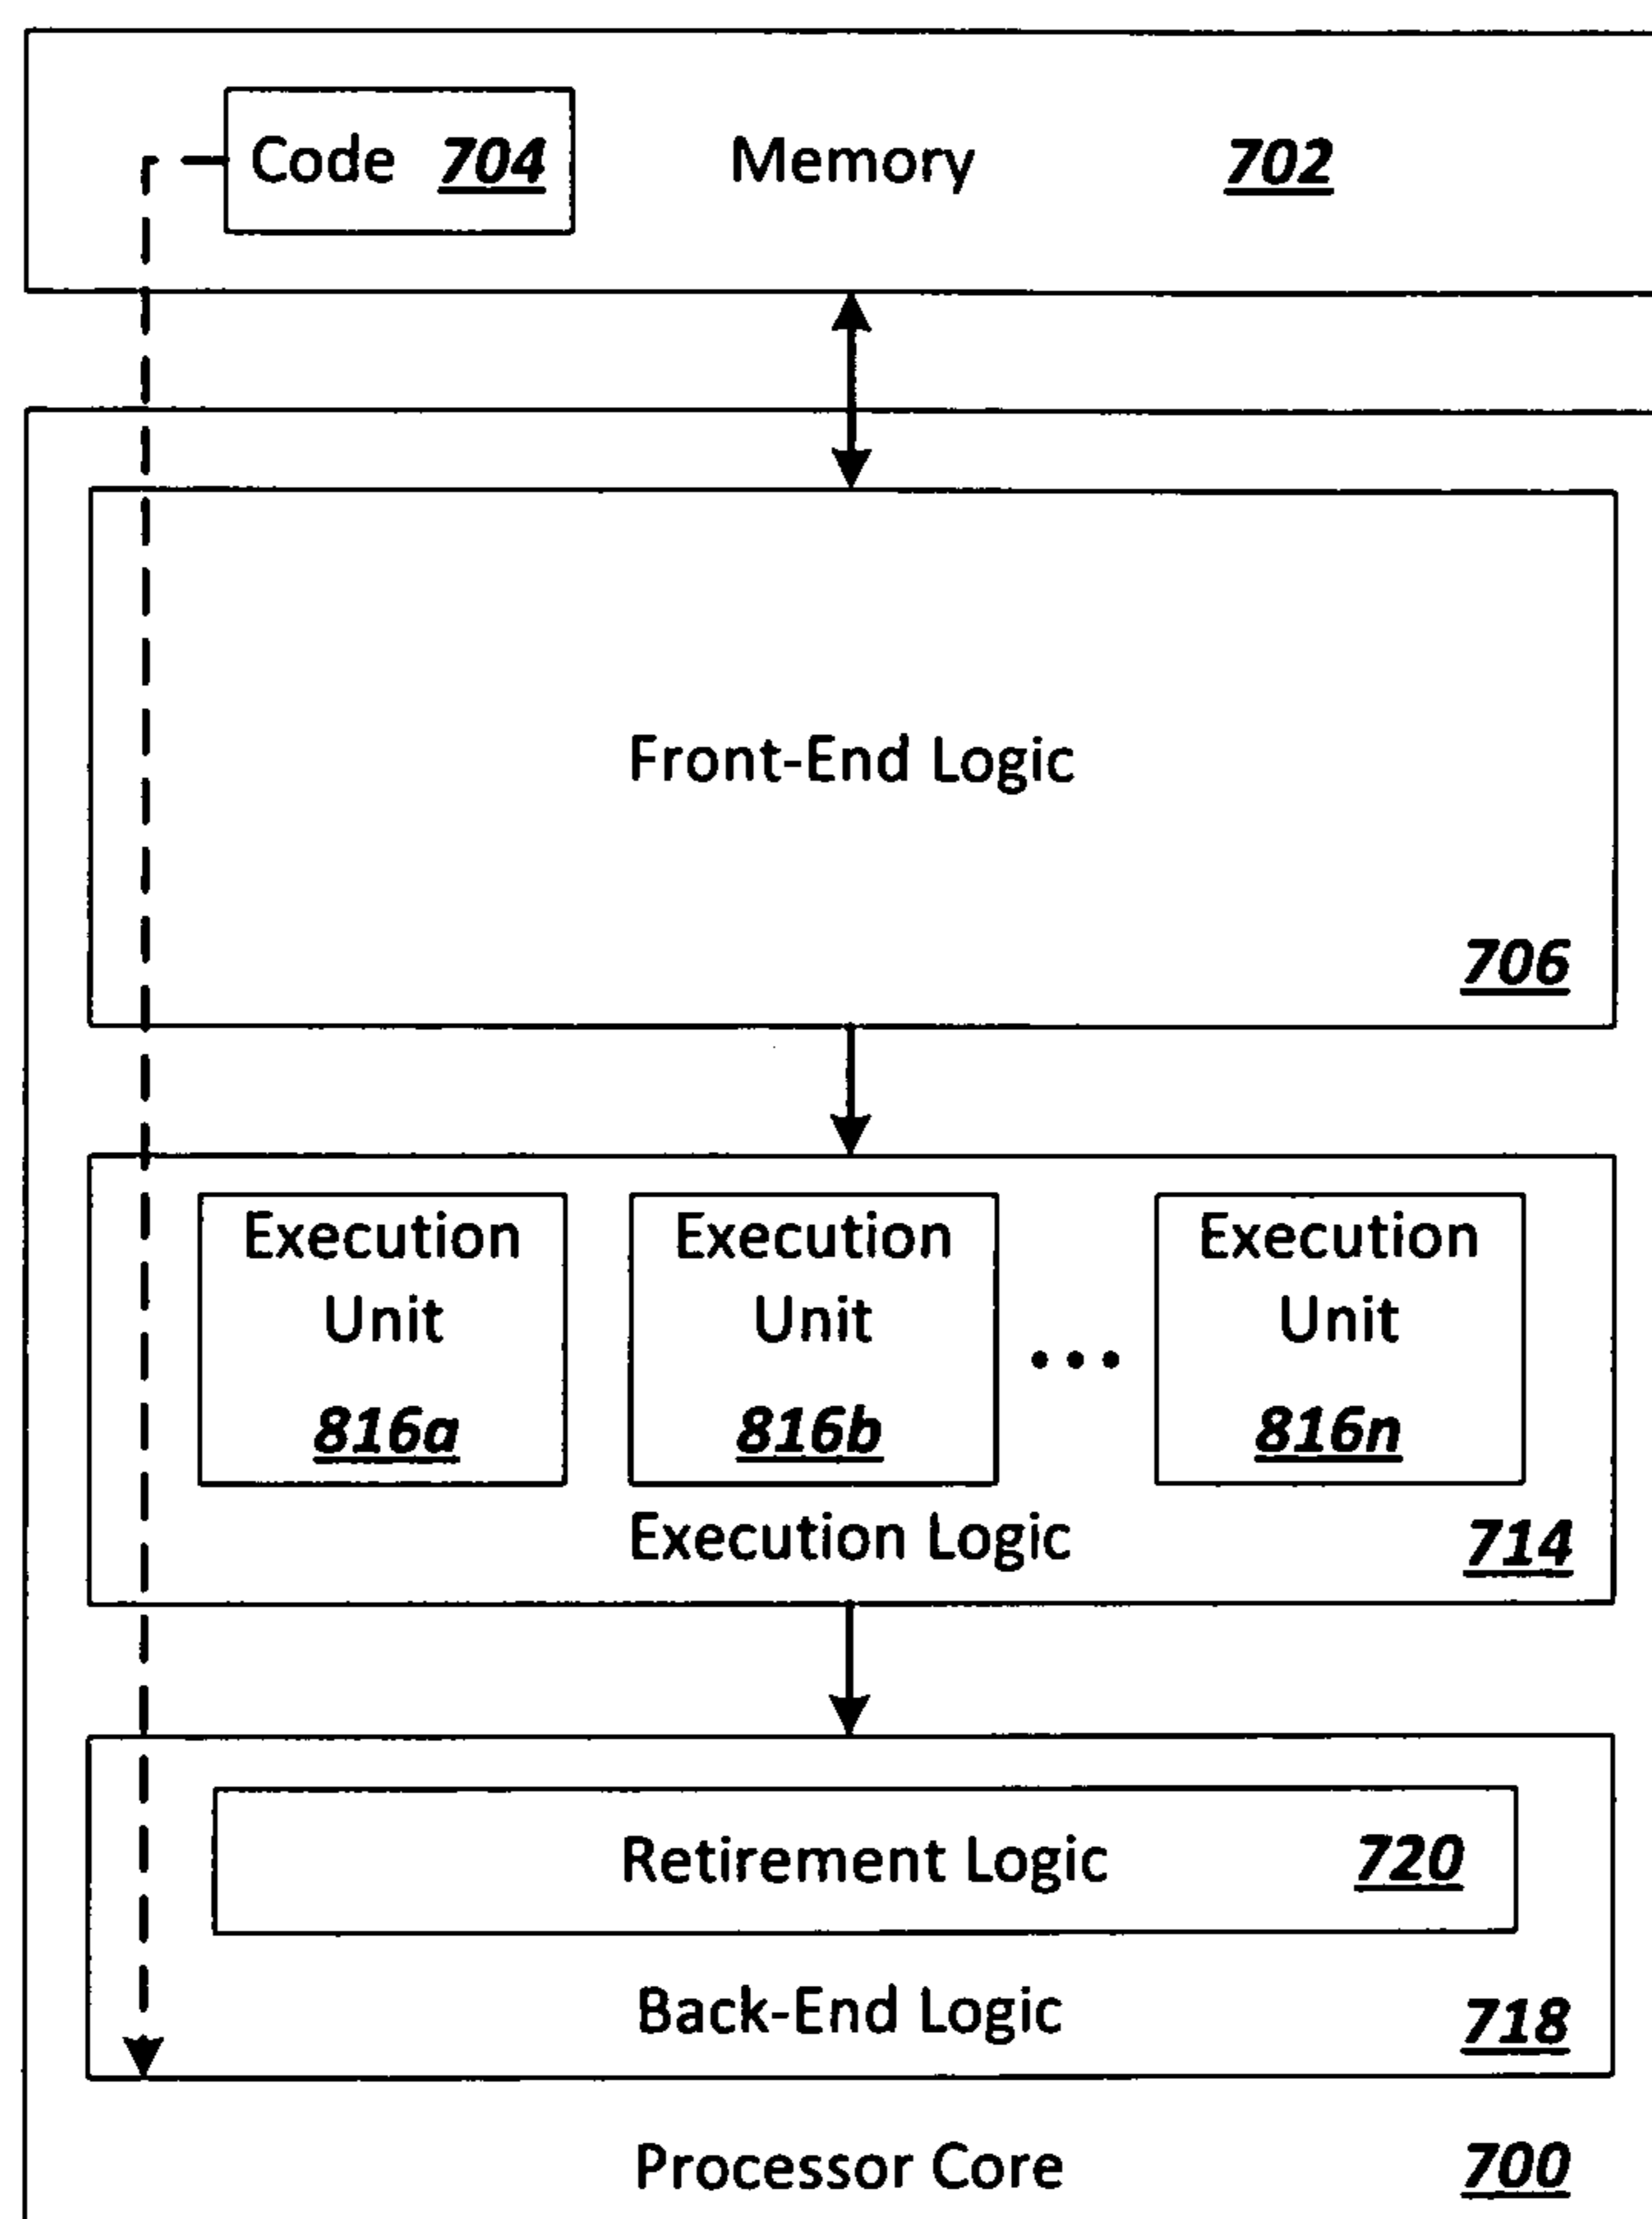 Code 704 Memory 702
Front-End Logic
706
Execution Unit 816a
Execution Unit 816b
• • •
Execution Unit 816n
Execution Logic 714
Retirement Logic 720
Back-End Logic 718
Processor Core 700